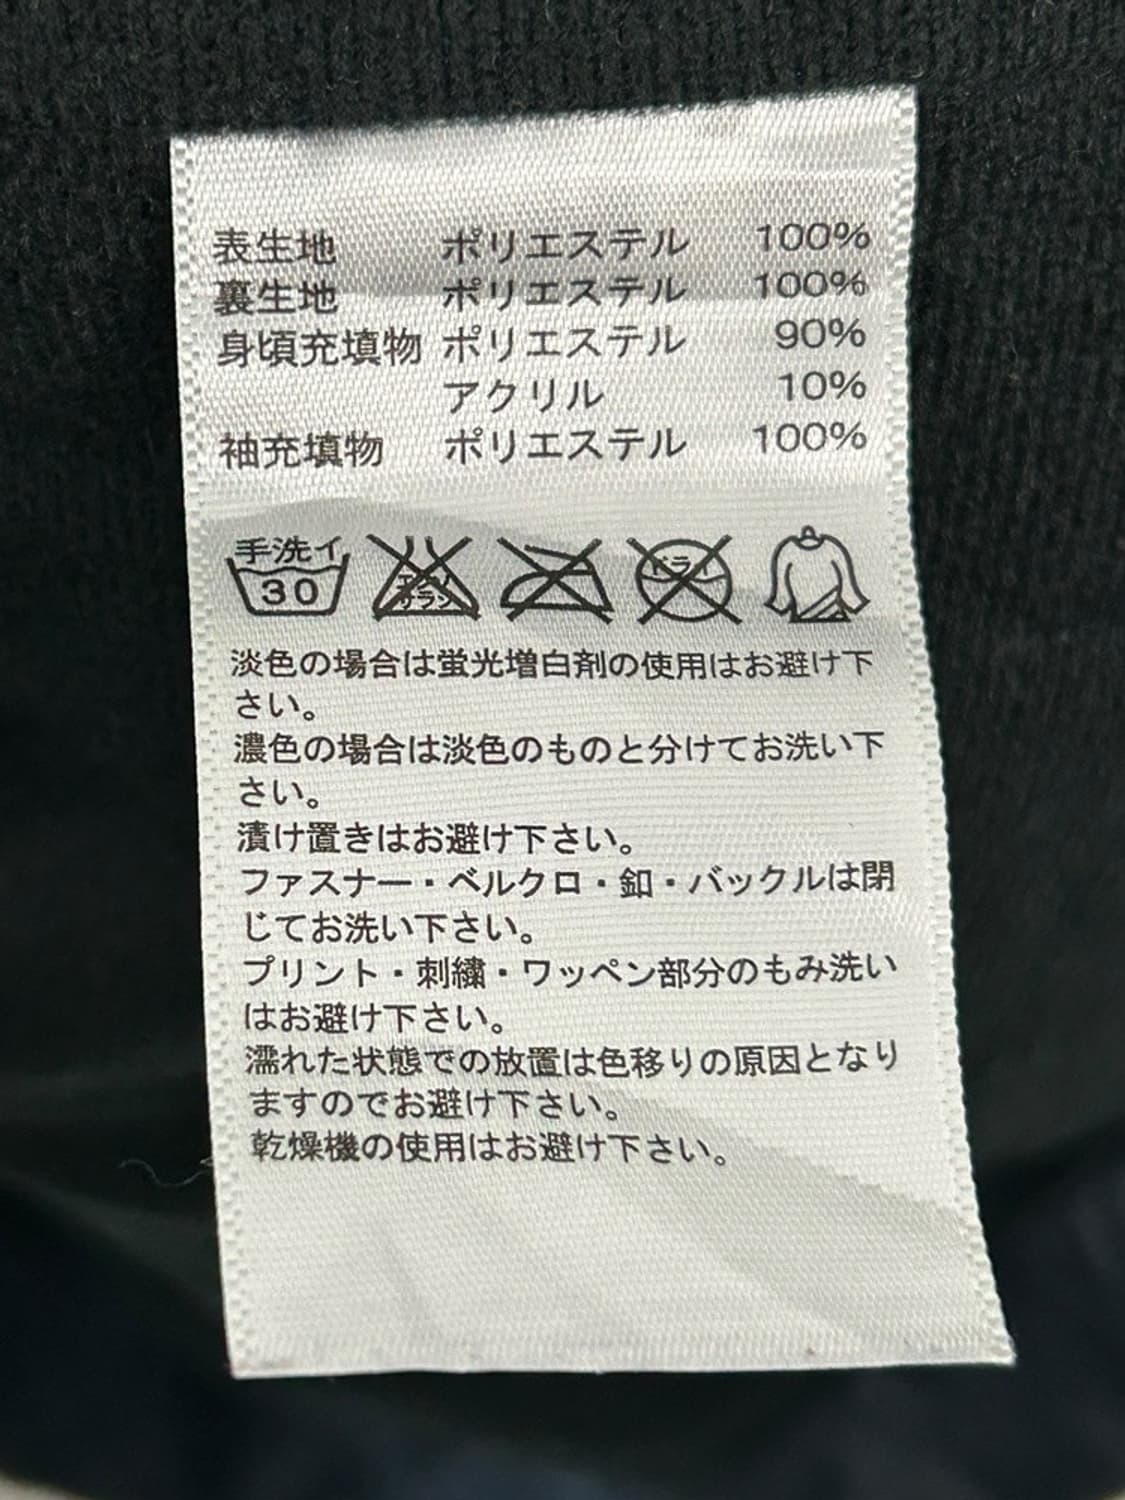 表生地 ポリエステル 100%
裏生地 ポリエステル 100%
身頃充填物 ポリエステル 90%
アクリル 10%
袖充填物 ポリエステル 100%
手洗イ
30
エンソ
サラシ
ドライ
淡色の場合は蛍光増白剤の使用はお避け下
さい。
濃色の場合は淡色のものと分けてお洗い下
さい。
漬け置きはお避け下さい。
ファスナー・ベルクロ・釦・バックルは閉
じてお洗い下さい。
プリント・刺繍・ワッペン部分のもみ洗い
はお避け下さい。
濡れた状態での放置は色移りの原因となり
ますのでお避け下さい。
乾燥機の使用はお避け下さい。